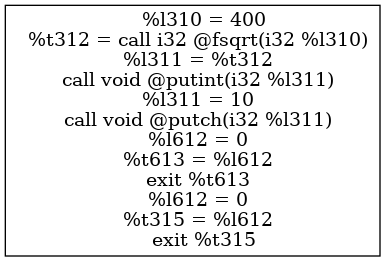 %l310 = 400
%t312 = call i32 @fsqrt(i32 %l310)
%l311 = %t312
call void @putint(i32 %l311)
%l311 = 10
call void @putch(i32 %l311)
%l612 = 0
%t613 = %l612
exit %t613
%l612 = 0
%t315 = %l612
exit %t315